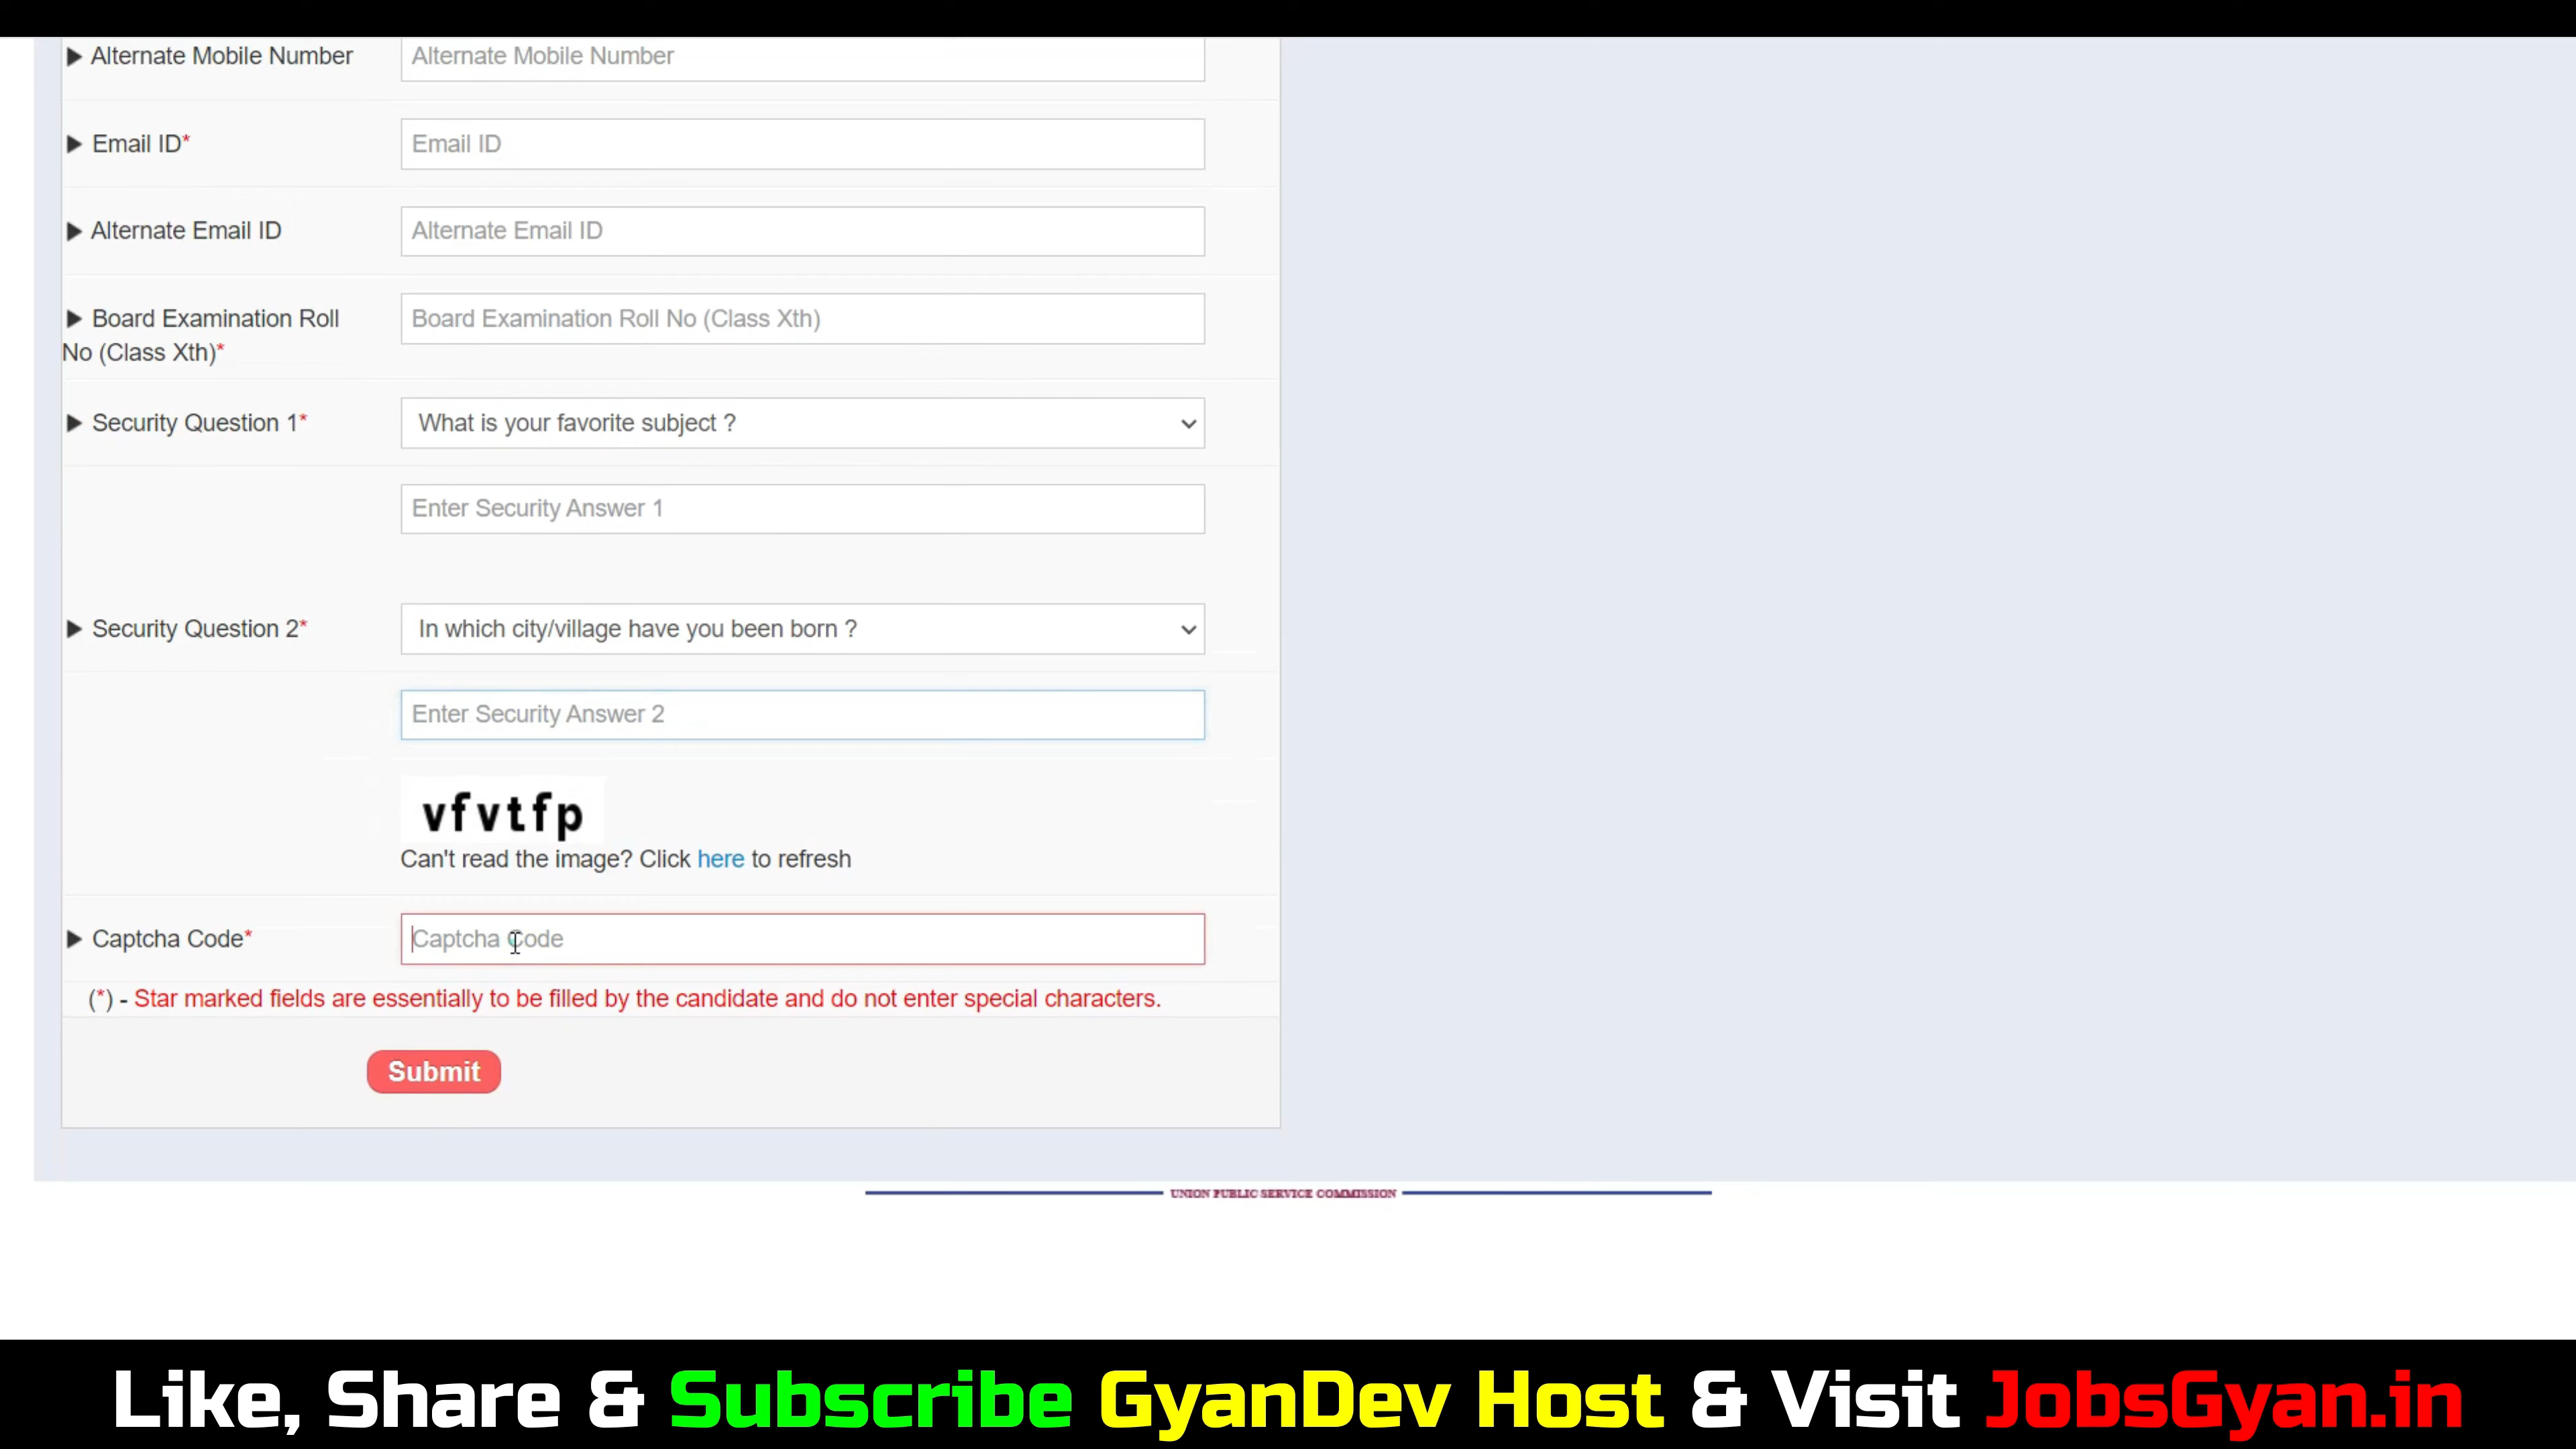 Alternate Mobile Number
Alternate Mobile Number
Email ID*
Email ID
Alternate Email ID
Alternate Email ID
Board Examination Roll
No (Class Xth)*
Board Examination Roll No (Class Xth)
Security Question 1*
What is your favorite subject ?
Enter Security Answer 1
Security Question 2*
In which city/village have you been born ?
Enter Security Answer 2
vfvtfp
Can't read the image? Click here to refresh
Captcha Code*
Captcha Code
(*) - Star marked fields are essentially to be filled by the candidate and do not enter special characters.
Submit
UNION PUBLIC SERVICE COMMISSION
Like, Share & Subscribe GyanDev Host & Visit JobsGyan.in